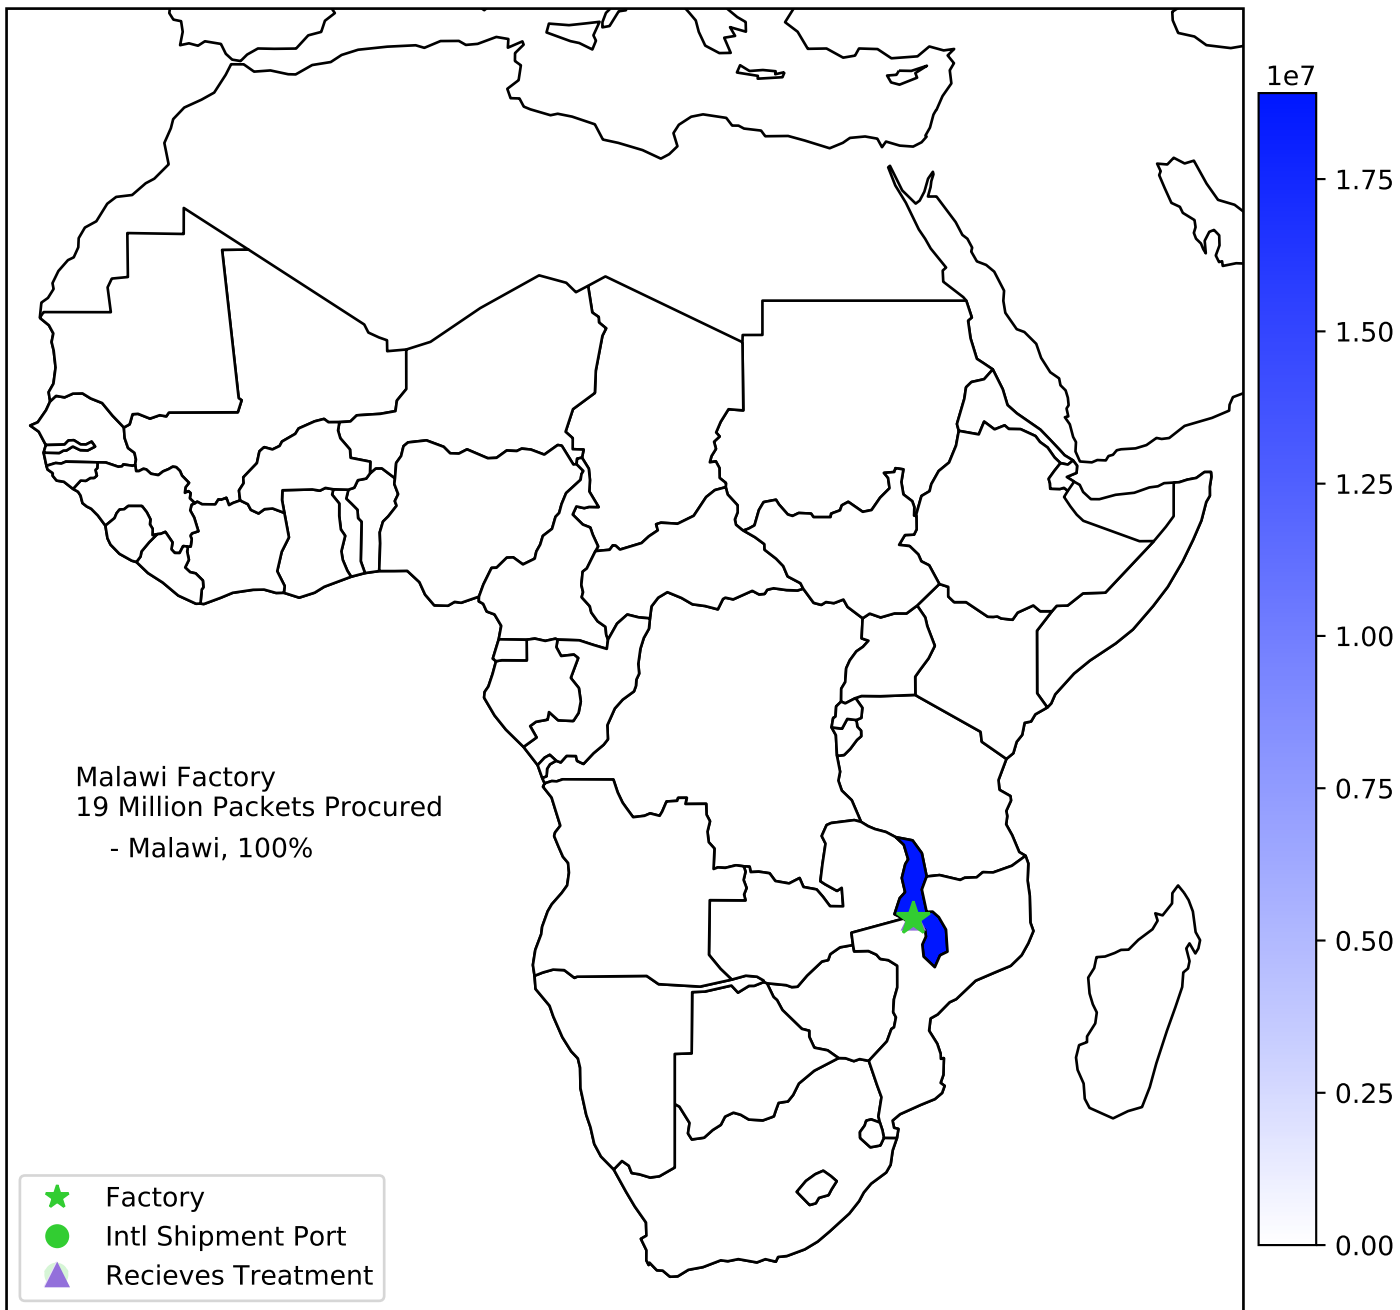 1e7
1.75
1.50
1.25
1.00
0.75
0.50
0.25
0.00
Malawi Factory
19 Million Packets Procured
- Malawi, 100%
Factory
Intl Shipment Port
Recieves Treatment